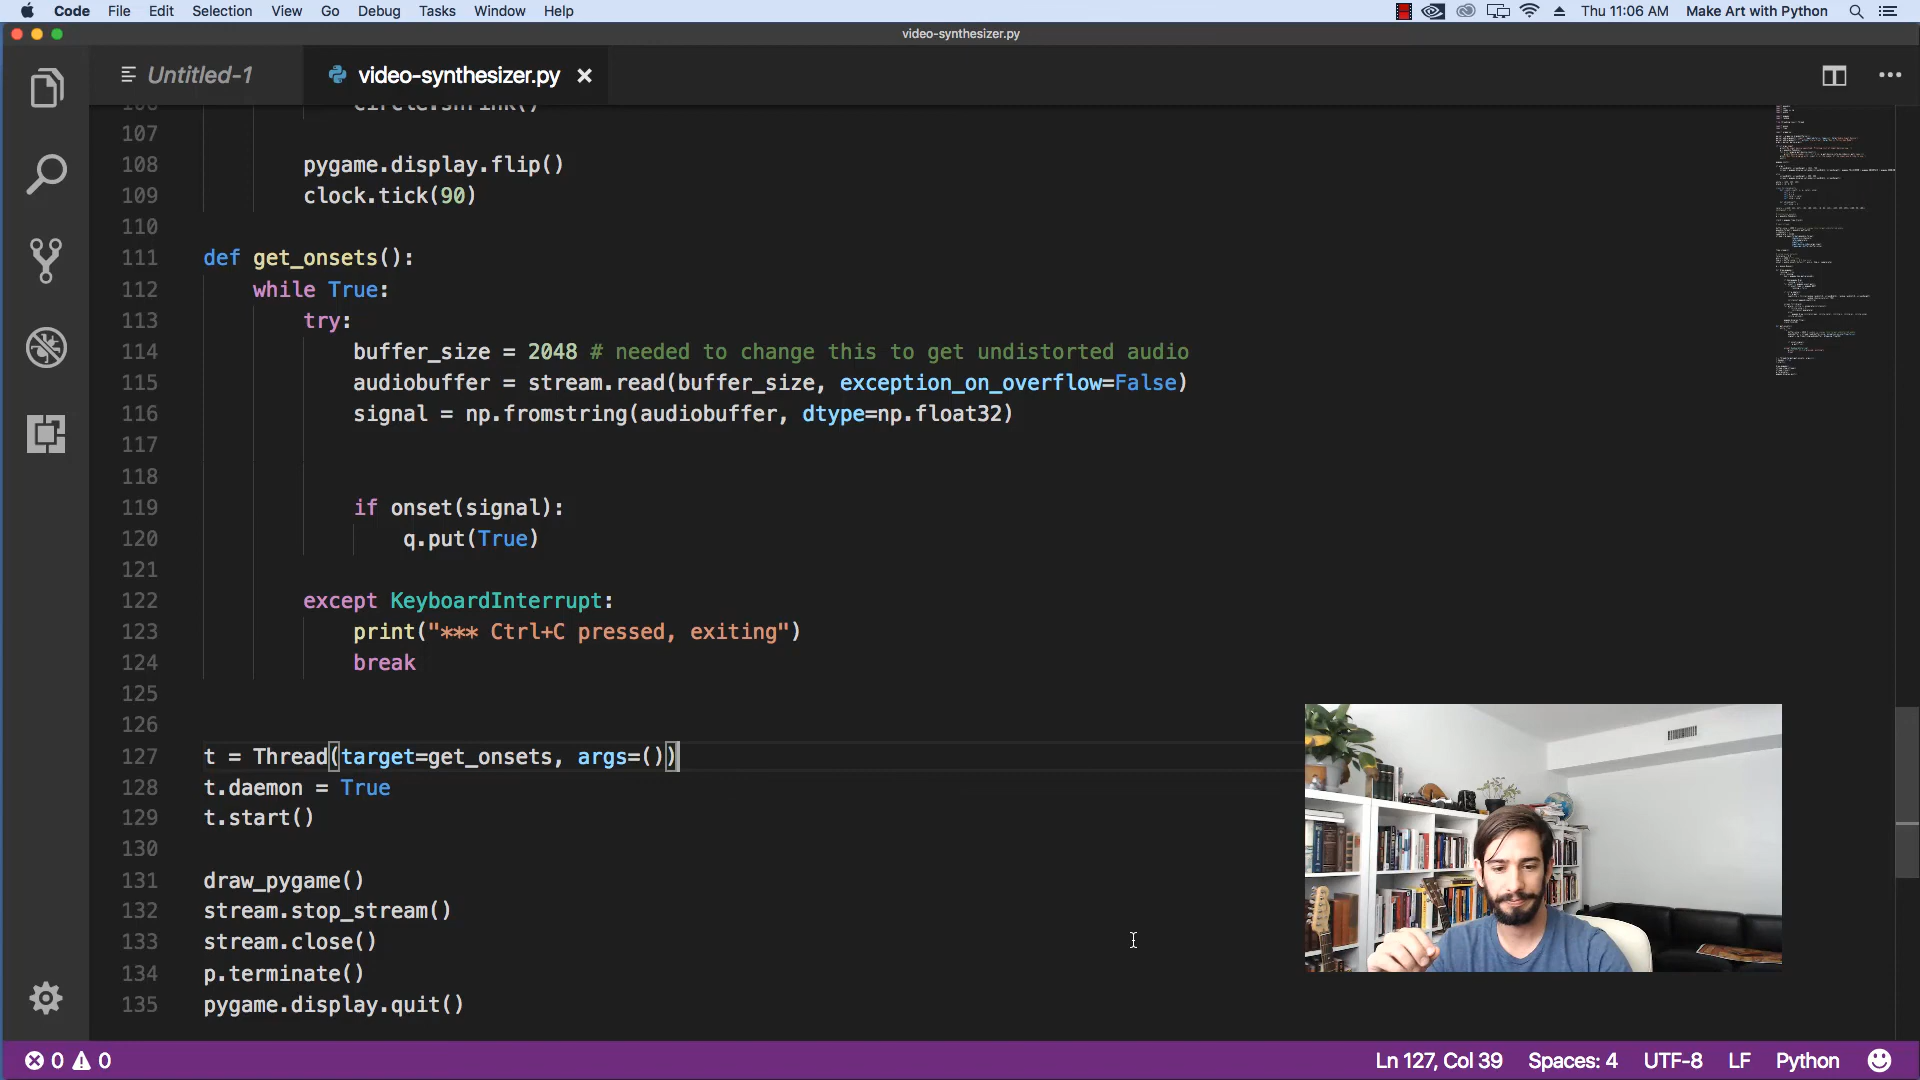 Code File Edit Selection View Go Debug Tasks Window Help Thu 11:06 AM Make Art with Python
video-synthesizer.py
Untitled-1 video-synthesizer.py
106 circle.shrink()
107
108 pygame.display.flip()
109 clock.tick(90)
110
111 def get_onsets():
112 while True:
113 try:
114 buffer_size = 2048 # needed to change this to get undistorted audio
115 audiobuffer = stream.read(buffer_size, exception_on_overflow=False)
116 signal = np.fromstring(audiobuffer, dtype=np.float32)
117
118
119 if onset(signal):
120 q.put(True)
121
122 except KeyboardInterrupt:
123 print("*** Ctrl+C pressed, exiting")
124 break
125
126
127 t = Thread(target=get_onsets, args=())
128 t.daemon = True
129 t.start()
130
131 draw_pygame()
132 stream.stop_stream()
133 stream.close()
134 p.terminate()
135 pygame.display.quit()
0 0 Ln 127, Col 39 Spaces: 4 UTF-8 LF Python